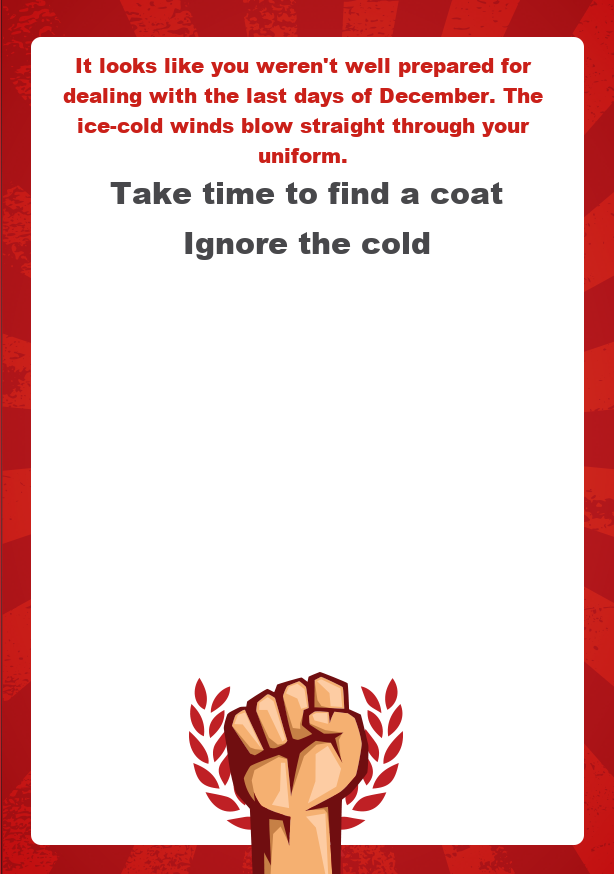 It looks like you weren't well prepared for
dealing with the last days of December. The
ice-cold winds blow straight through your
uniform.
Take time to find a coat
Ignore the cold